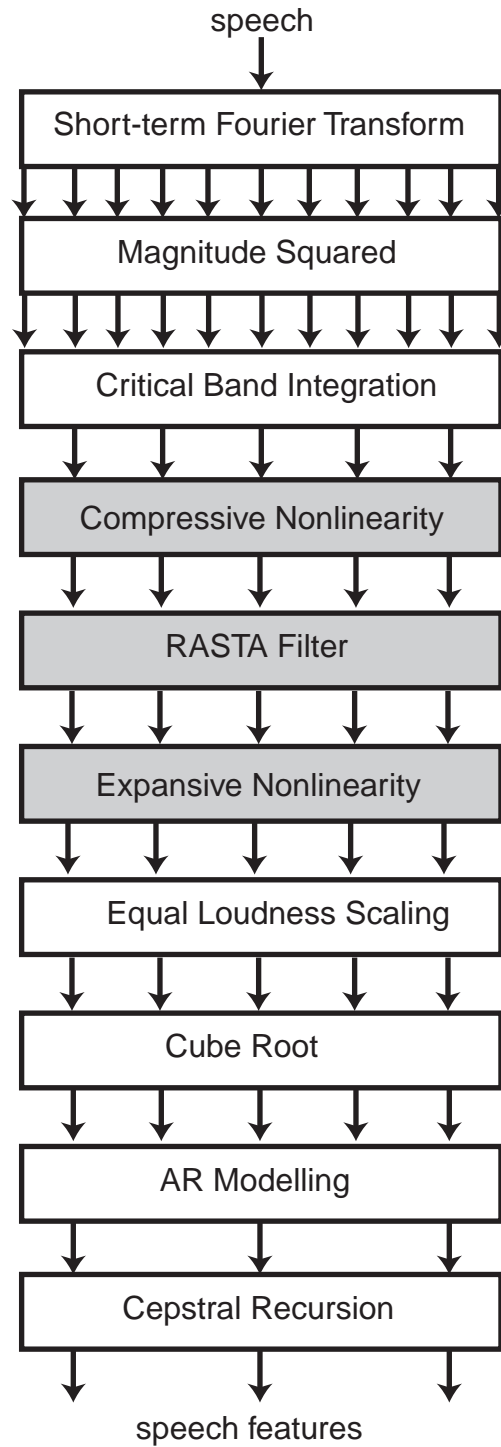 speech
Short-term Fourier Transform
Magnitude Squared
Critical Band Integration
Compressive Nonlinearity
RASTA Filter
Expansive Nonlinearity
Equal Loudness Scaling
Cube Root
AR Modelling
Cepstral Recursion
speech features